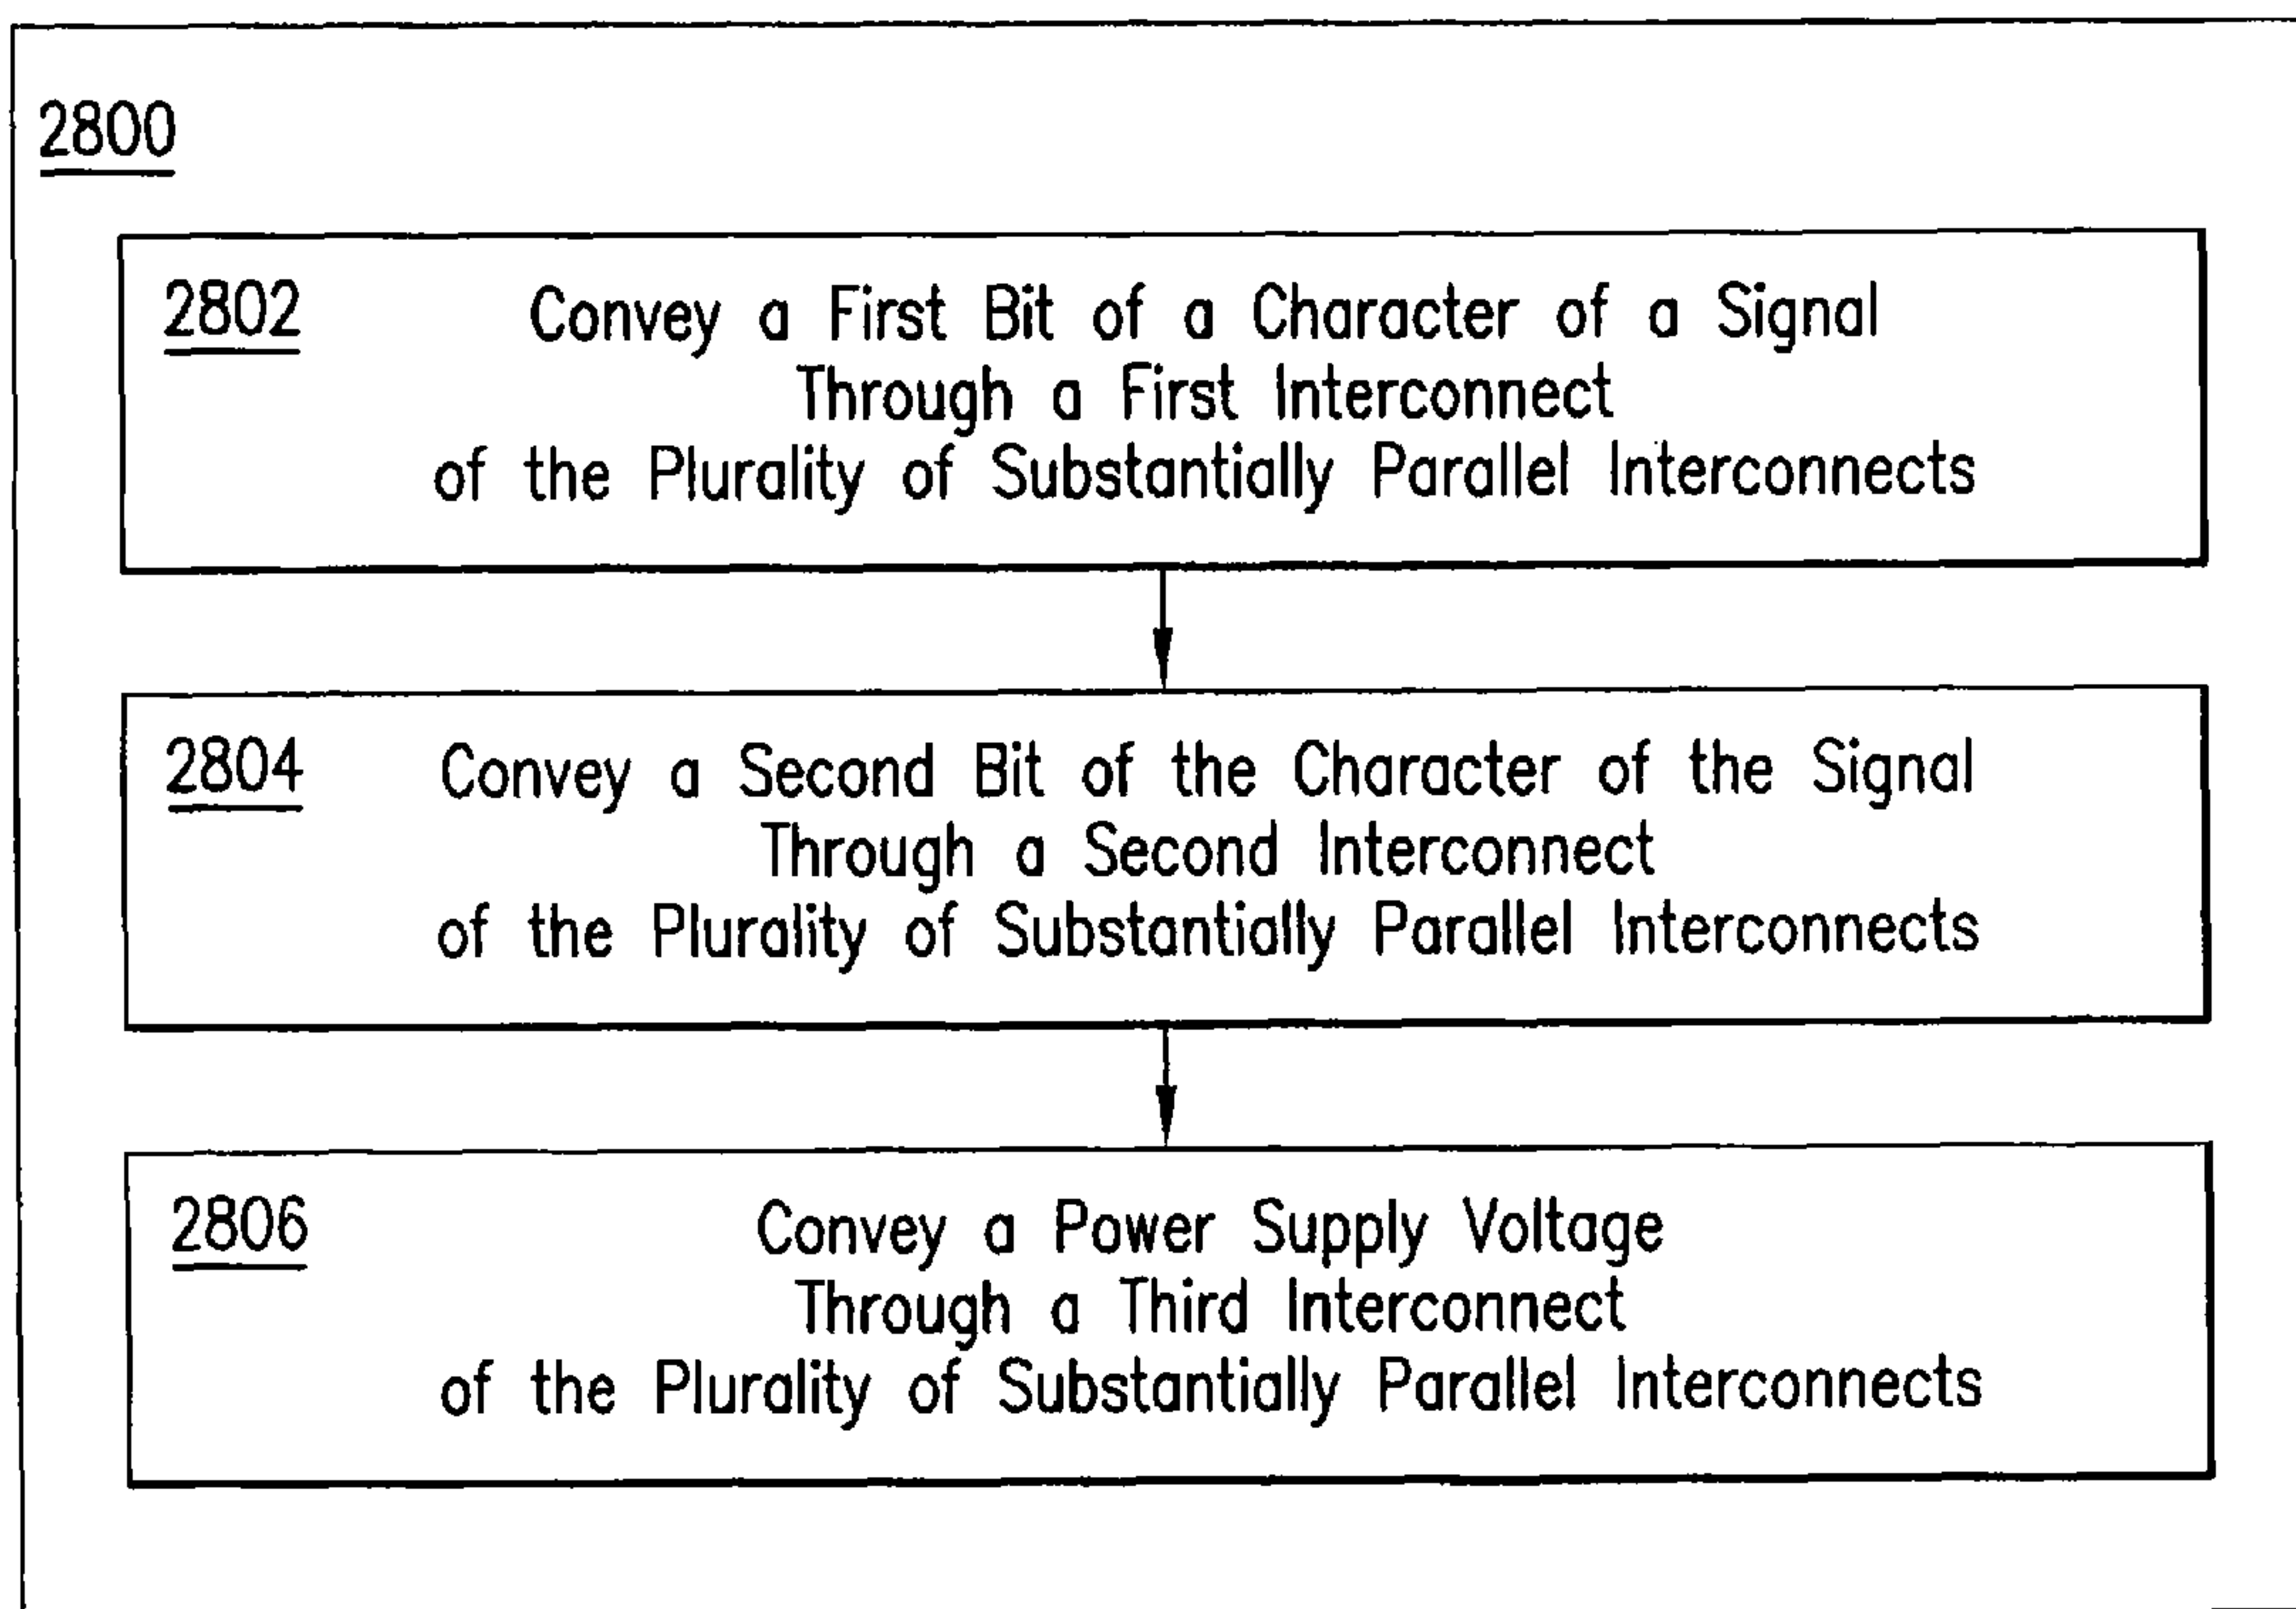 2800
2802 Convey a First Bit of a Character of a Signal
Through a First Interconnect
of the Plurality of Substantially Parallel Interconnects
2804 Convey a Second Bit of the Character of the Signal
Through a Second Interconnect
of the Plurality of Substantially Parallel Interconnects
2806 Convey a Power Supply Voltage
Through a Third Interconnect
of the Plurality of Substantially Parallel Interconnects